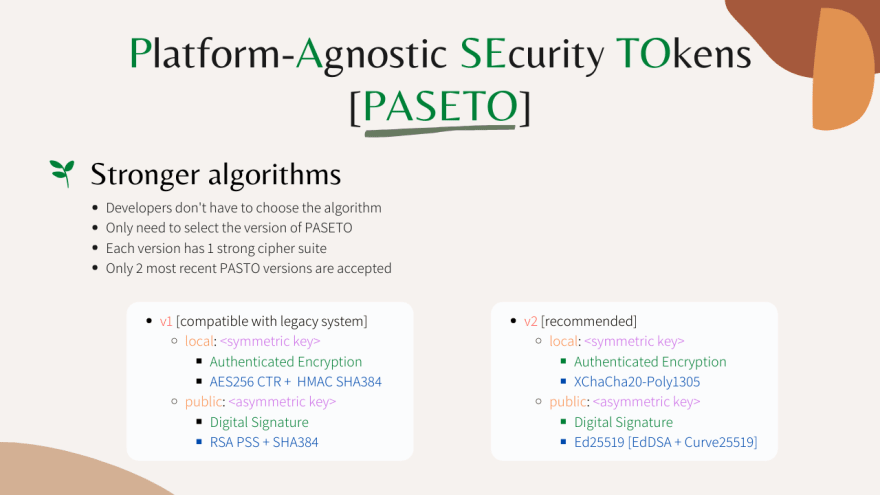 Platform-Agnostic SEcurity TOkens
[PASETO]
Stronger algorithms
Developers don't have to choose the algorithm
Only need to select the version of PASETO
Each version has 1 strong cipher suite
Only 2 most recent PASTO versions are accepted
v1 [compatible with legacy system]
local: <symmetric key>
Authenticated Encryption
AES256 CTR + HMAC SHA384
public: <asymmetric key>
Digital Signature
RSA PSS + SHA384
v2 [recommended]
local: <symmetric key>
Authenticated Encryption
XChaCha20-Poly1305
public: <asymmetric key>
Digital Signature
Ed25519 [EdDSA + Curve25519]